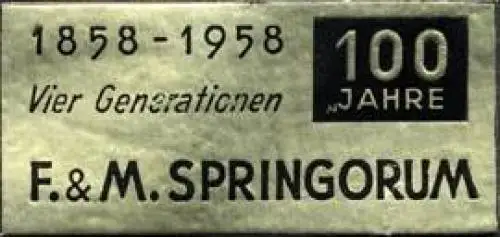 1858 - 1958
100
JAHRE
Vier Generationen
F. & M. SPRINGORUM